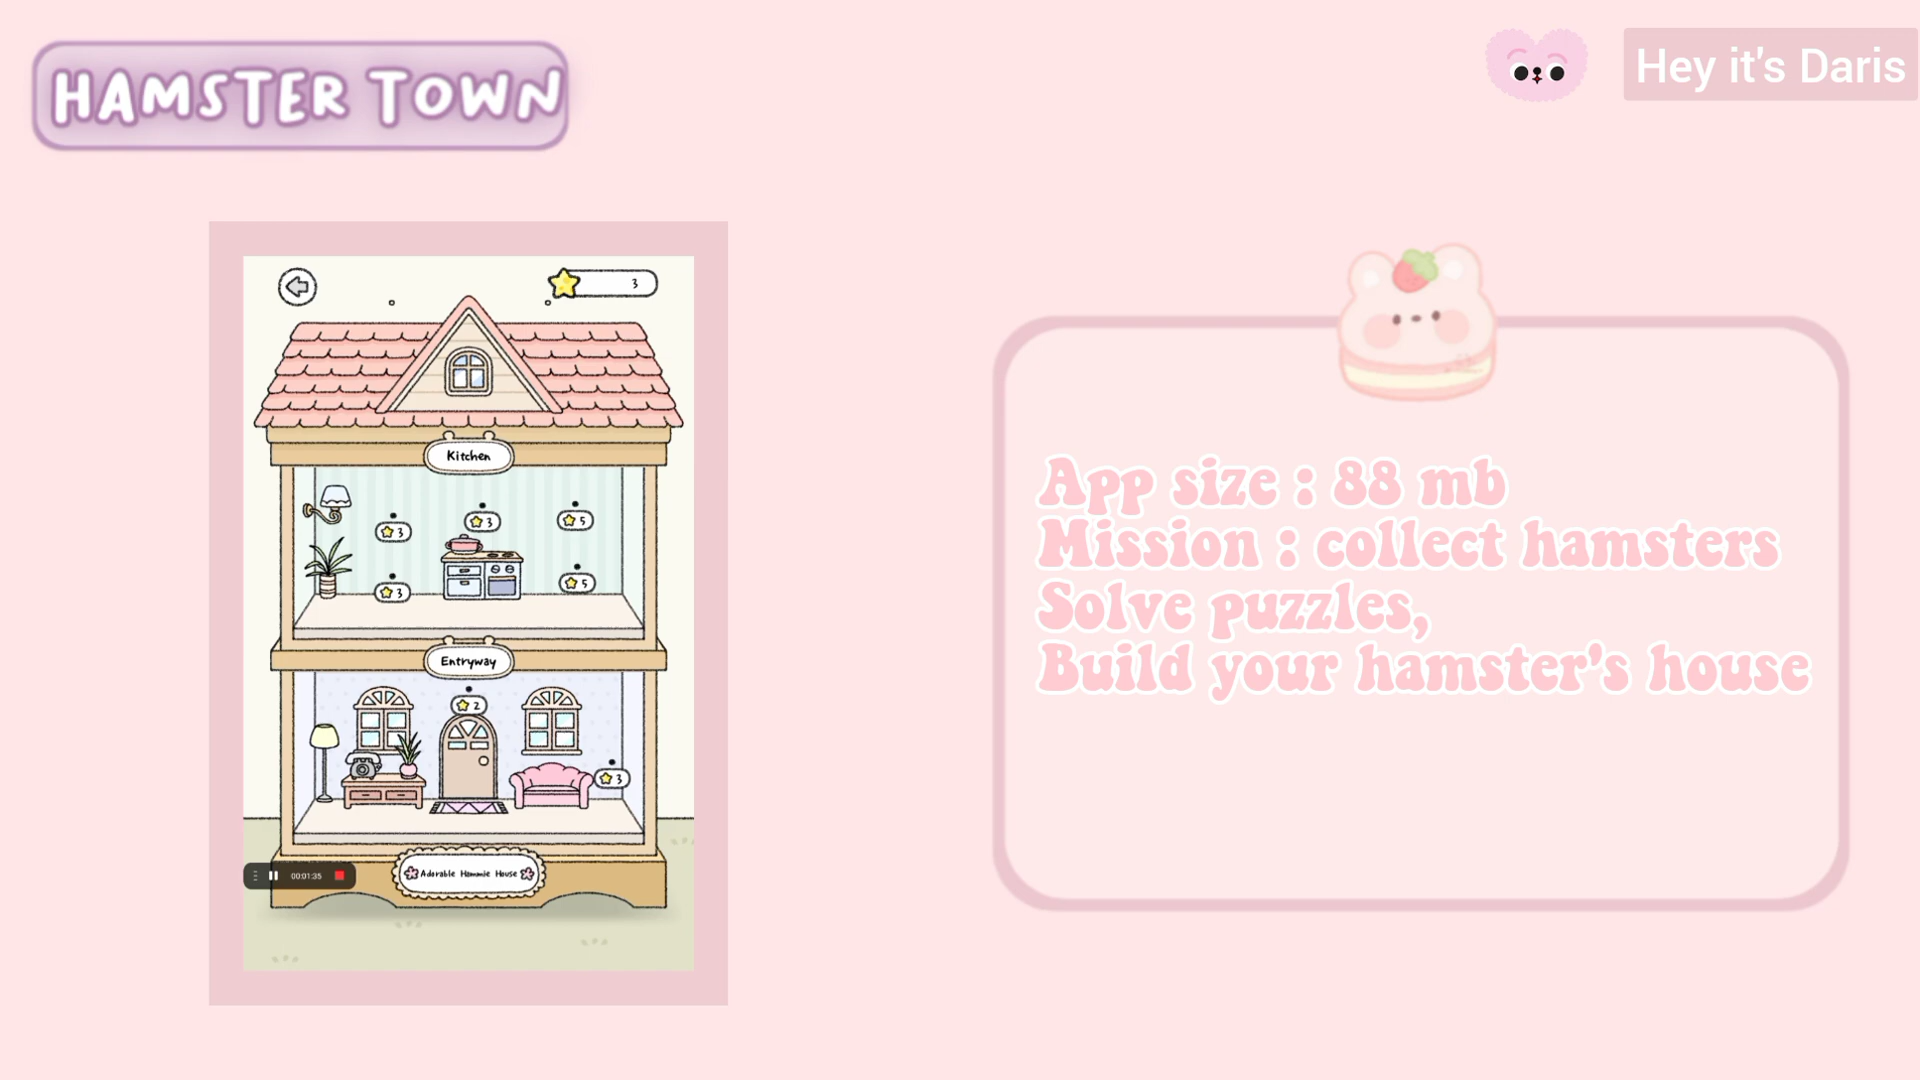 HAMSTER TOWN
Hey it's Daris
3
Kitchen
3
3
5
3
5
Entryway
2
3
00:01:35
Adorable Hammie House
App size : 88 mb
Mission : collect hamsters
Solve puzzles,
Build your hamster's house